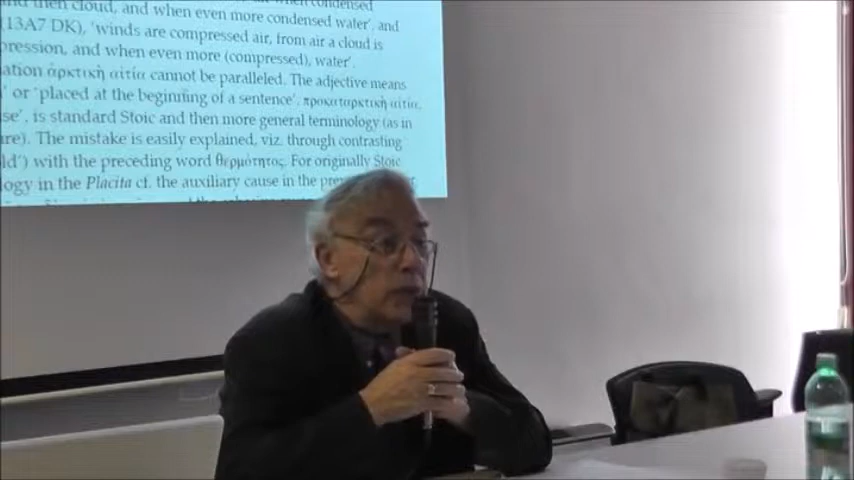 then cloud, and when even more condensed water', and
(13A7 DK), 'winds are compressed air, from air a cloud is
pression, and when even more (compressed), water'.
ation ἀρκτικὴ αἰτία cannot be paralleled. The adjective means
' or 'placed at the beginning of a sentence'. προκαταρκτικὴ αἰτία,
se', is standard Stoic and then more general terminology (as in
re). The mistake is easily explained, viz. through contrasting
ld') with the preceding word θερμότητος. For originally Stoic
logy in the Placita cf. the auxiliary cause in the